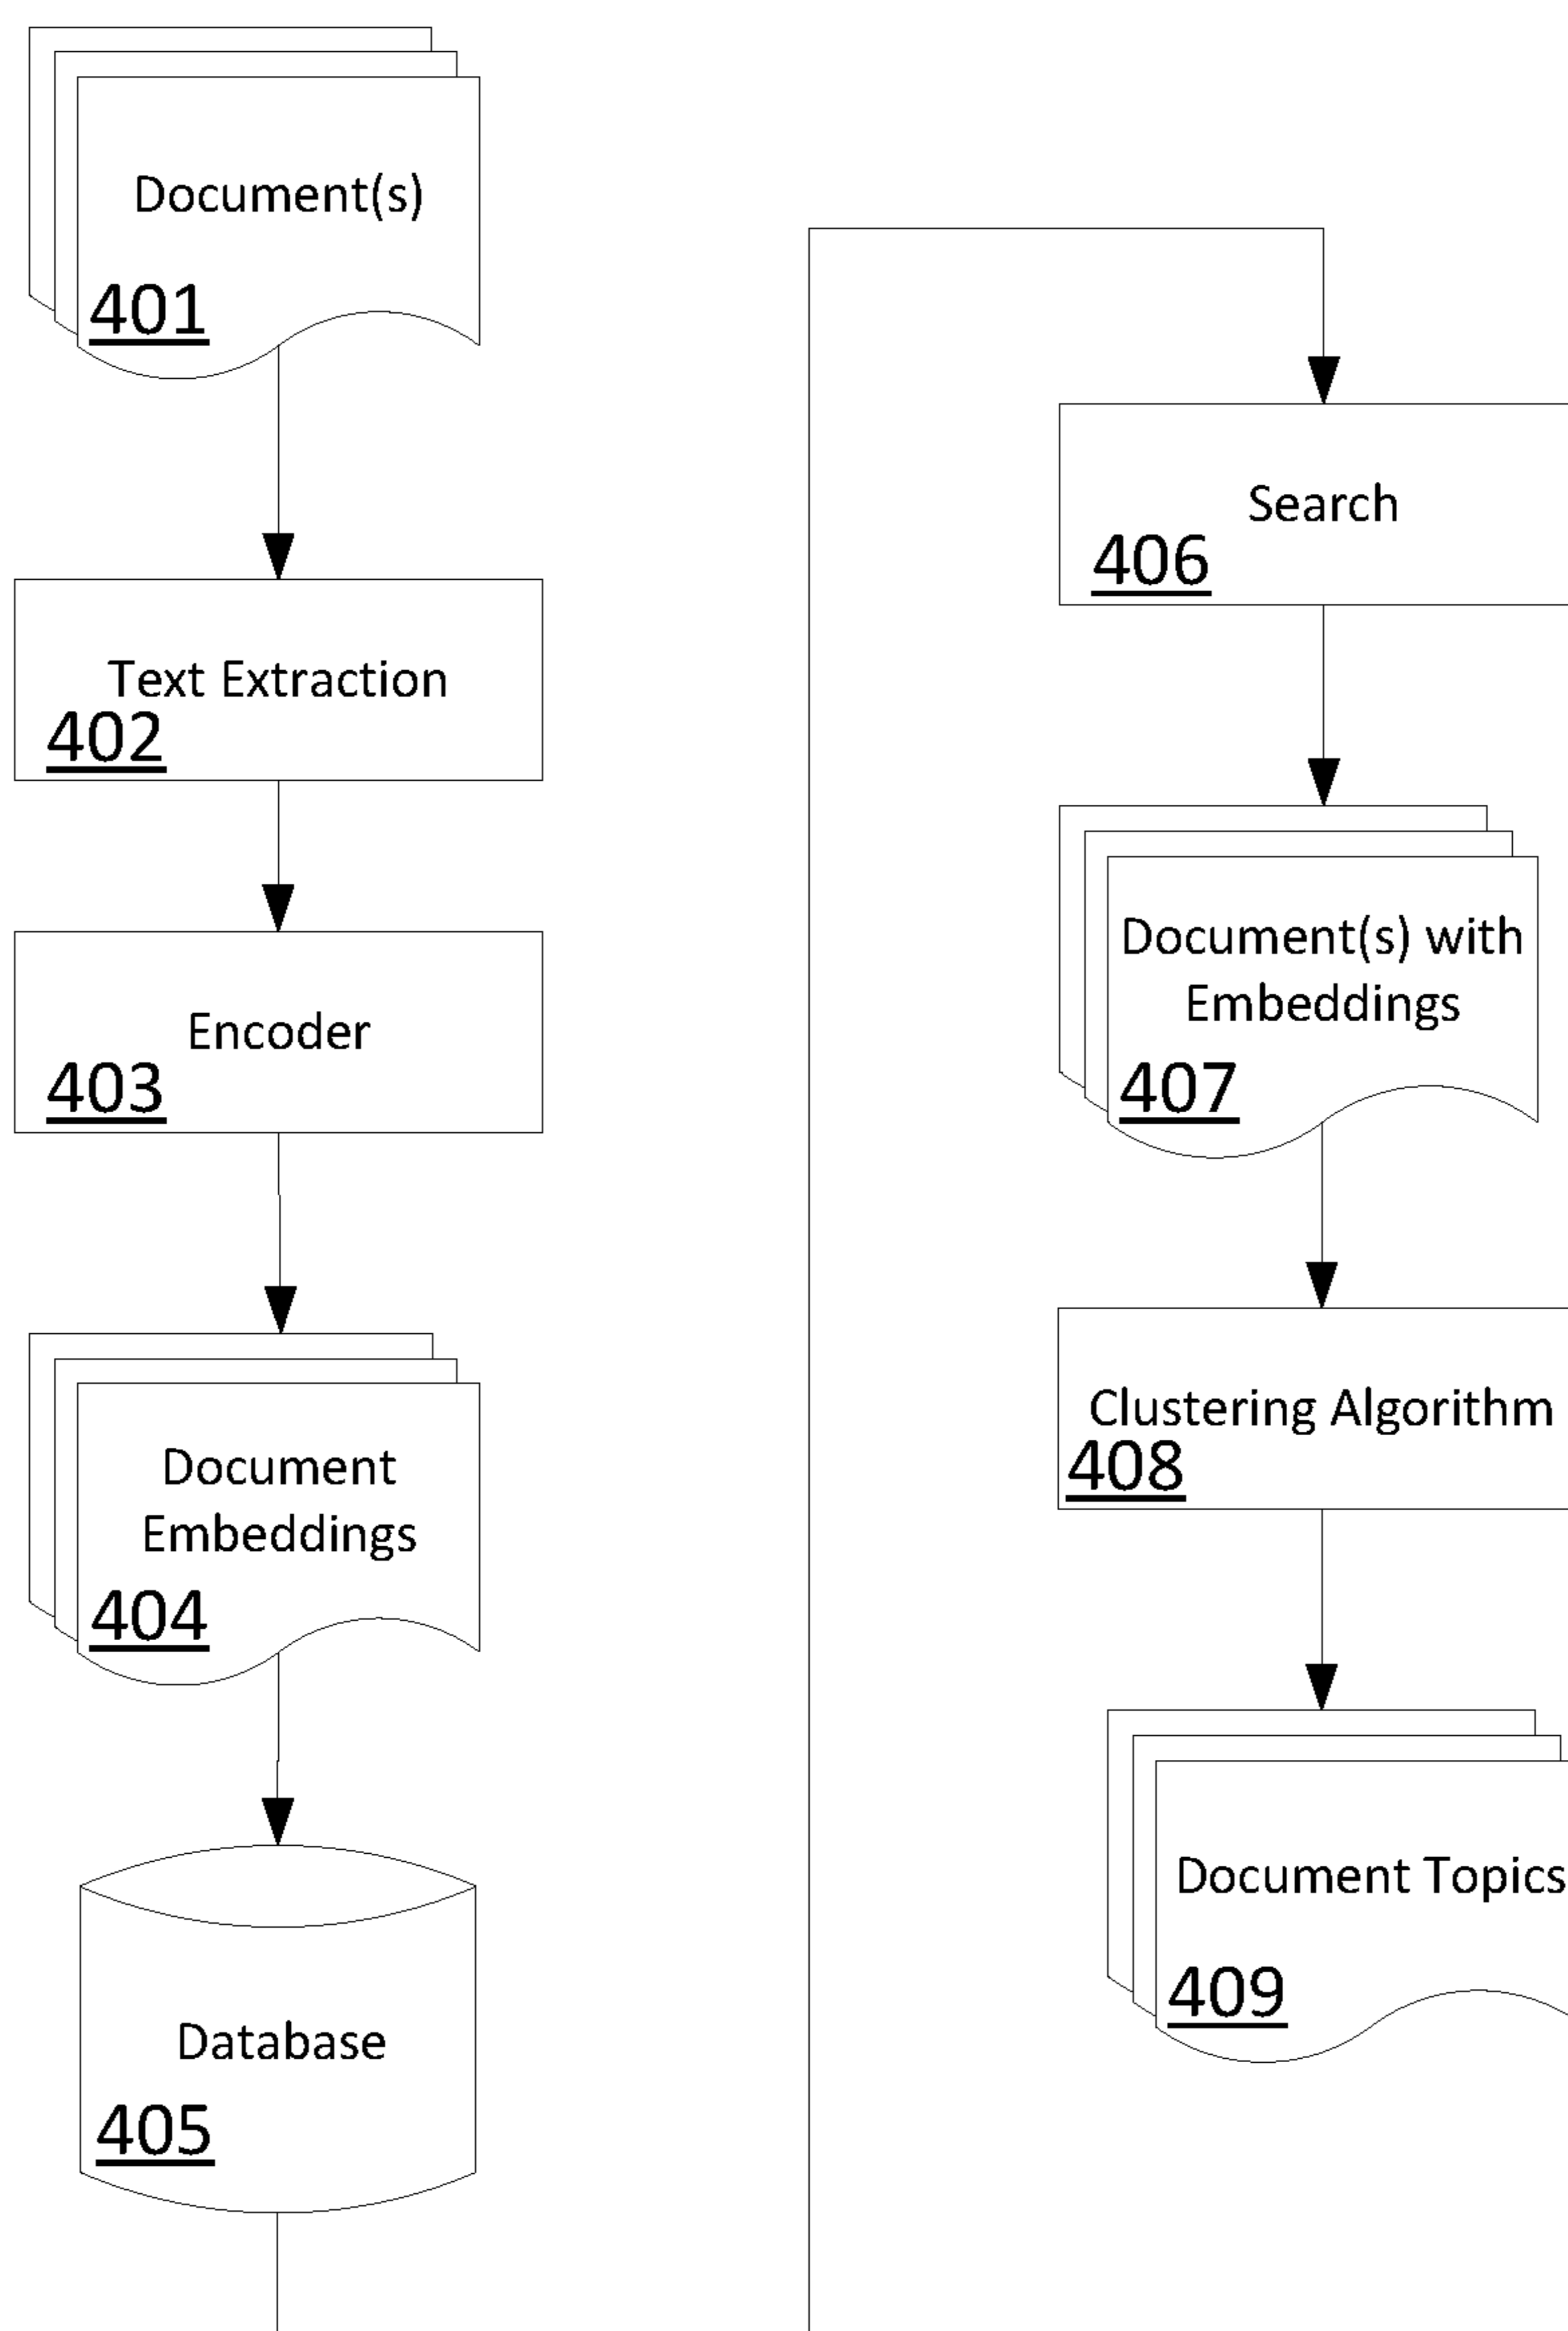 Document(s)
401
Text Extraction
402
Encoder
403
Document
Embeddings
404
Database
405
Search
406
Document(s) with
Embeddings
407
Clustering Algorithm
408
Document Topics
409